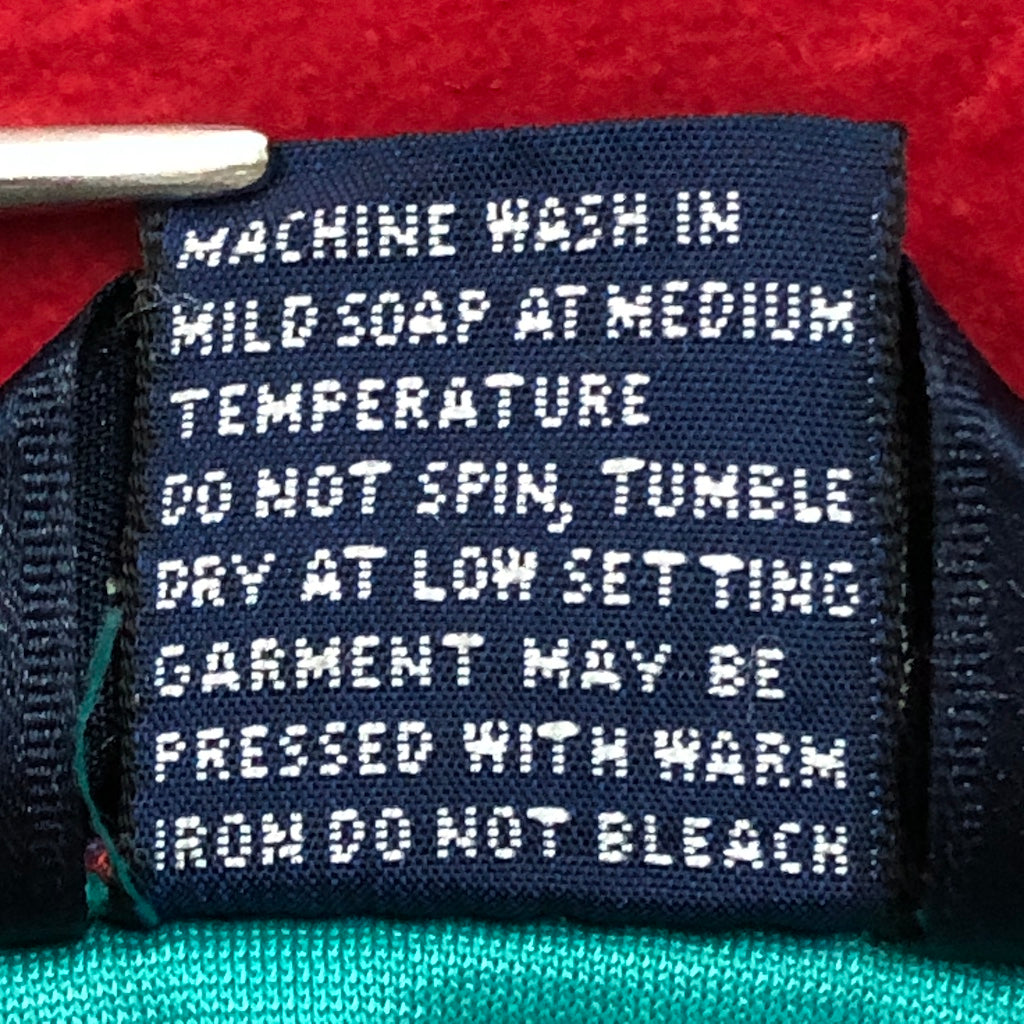 MACHINE WASH IN
MILD SOAP AT MEDIUM
TEMPERATURE
DO NOT SPIN, TUMBLE
DRY AT LOW SETTING
GARMENT MAY BE
PRESSED WITH WARM
IRON DO NOT BLEACH